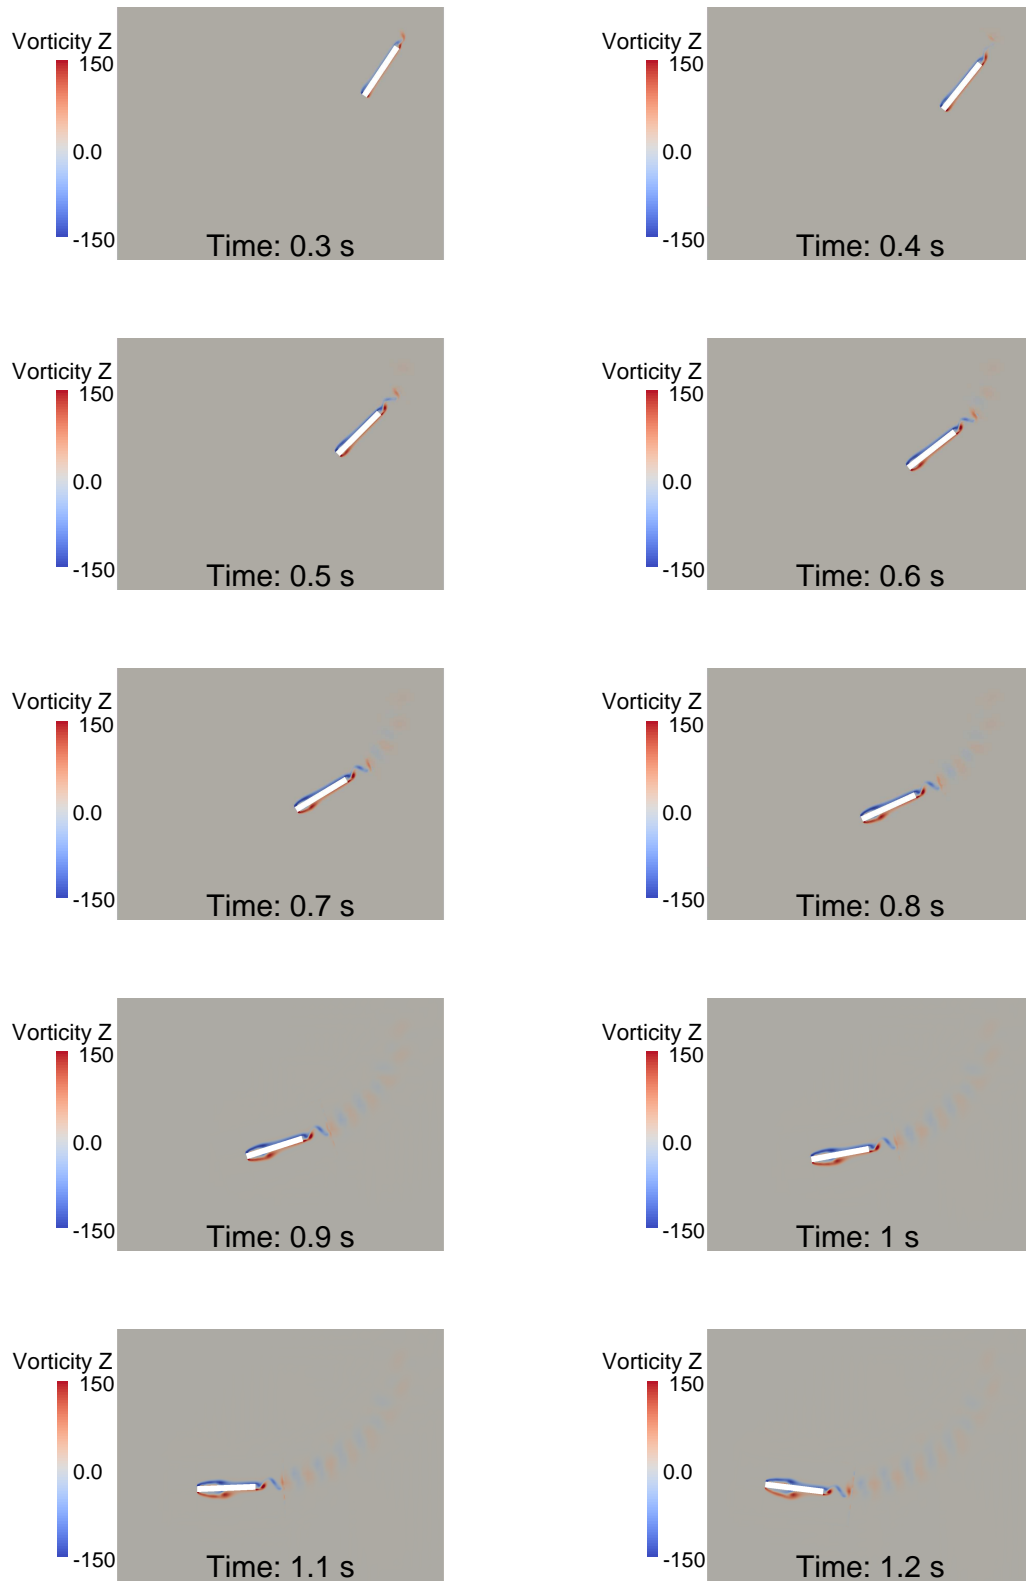 Vorticity Z
150
0.0
-150
Time: 0.3 s
Vorticity Z
150
0.0
-150
Time: 0.4 s
Vorticity Z
150
0.0
-150
Time: 0.5 s
Vorticity Z
150
0.0
-150
Time: 0.6 s
Vorticity Z
150
0.0
-150
Time: 0.7 s
Vorticity Z
150
0.0
-150
Time: 0.8 s
Vorticity Z
150
0.0
-150
Time: 0.9 s
Vorticity Z
150
0.0
-150
Time: 1 s
Vorticity Z
150
0.0
-150
Time: 1.1 s
Vorticity Z
150
0.0
-150
Time: 1.2 s